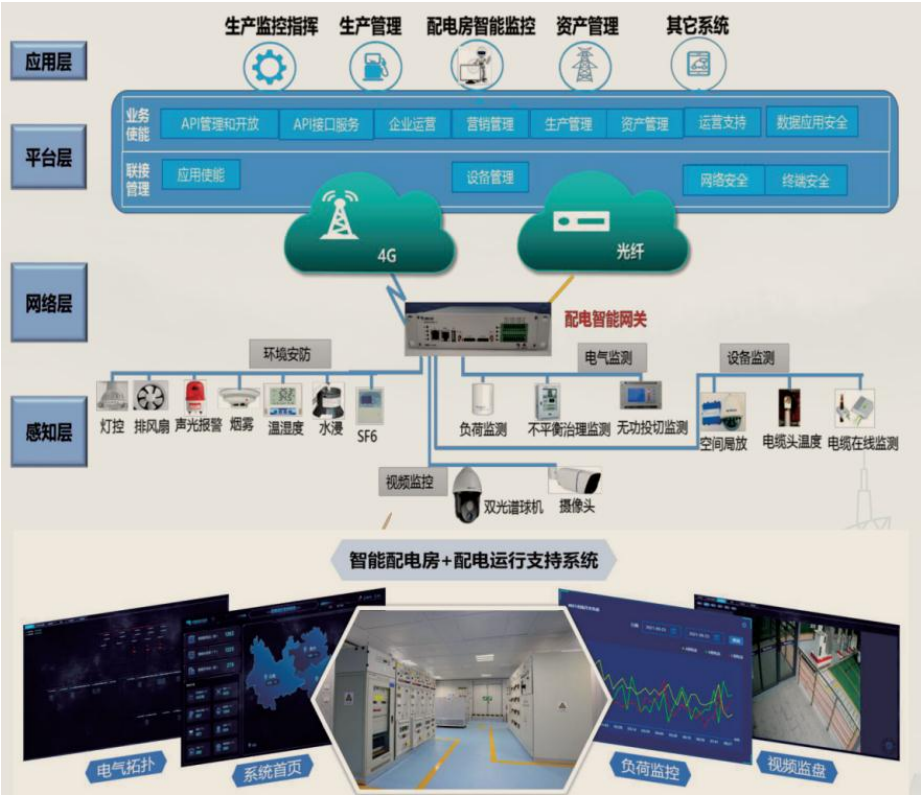 生产监控指挥 生产管理 配电房智能监控 资产管理 其它系统
应用层
业务使能
API管理和开放 API接口服务 企业运营 营销管理 生产管理 资产管理 运营支持 数据应用安全
平台层
联接管理
应用使能 设备管理 网络安全 终端安全
4G 光纤
网络层
配电智能网关
环境安防 电气监测 设备监测
感知层
灯控 排风扇 声光报警 烟雾 温湿度 水浸 SF6 负荷监测 不平衡治理监测 无功投切监测 空间局放 电缆头温度 电缆在线监测
视频监控
双光谱球机 摄像头
智能配电房+配电运行支持系统
电气拓扑 系统首页 负荷监控 视频监盘